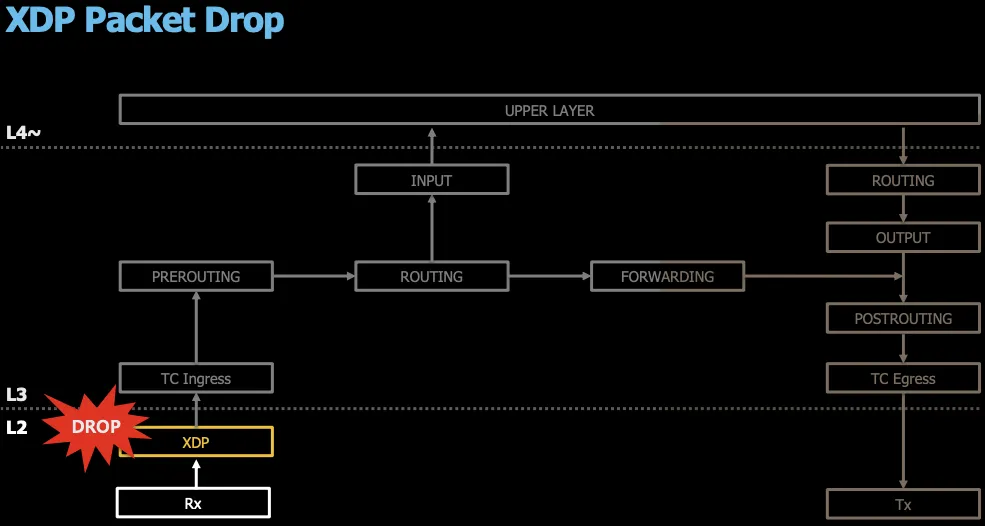 XDP Packet Drop
UPPER LAYER
L4~
INPUT
ROUTING
OUTPUT
PREROUTING
ROUTING
FORWARDING
POSTROUTING
TC Ingress
TC Egress
L3
L2
DROP
XDP
Rx
Tx